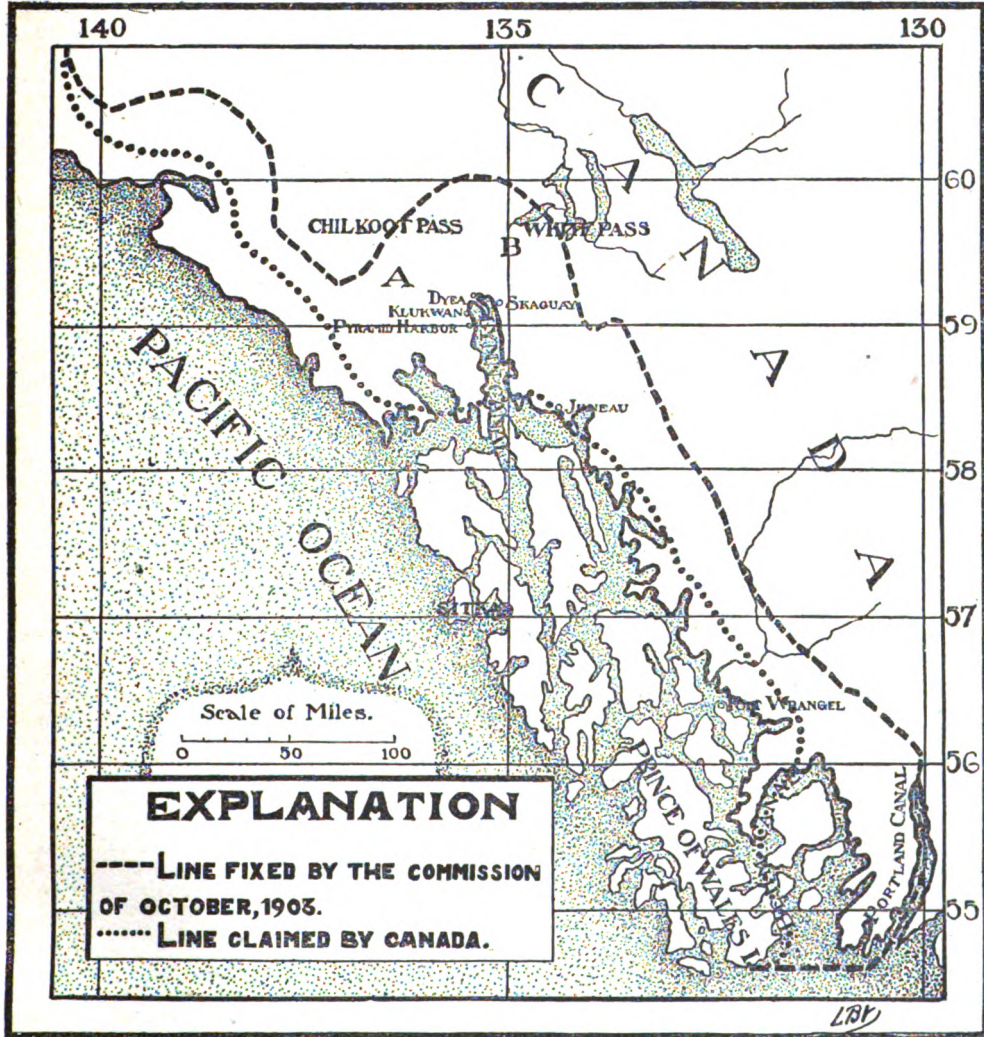 140 135 130
CANADA
60
CHILKOOT PASS
WHITE PASS
A
B
DYEA
SKAGUAY
KLUKWAN
PYRAMID HARBOR
59
PACIFIC OCEAN
CANAL
JUNEAU
58
SITKA
57
Scale of Miles.
0 50 100
FORT WRANGEL
56
PRINCE OF WALES I.
CANAL
PORTLAND CANAL
55
EXPLANATION
LINE FIXED BY THE COMMISSION
OF OCTOBER, 1903.
LINE CLAIMED BY CANADA.